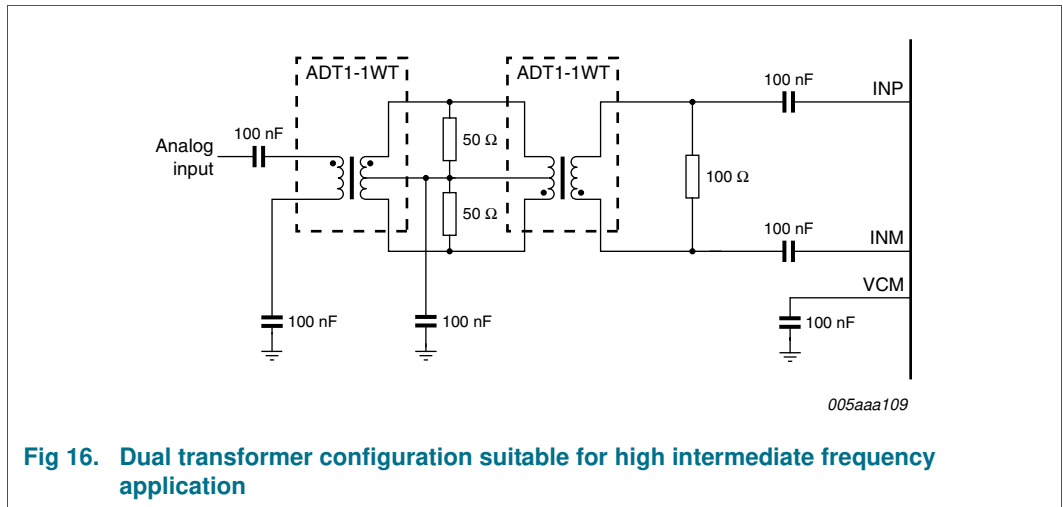 ADT1-1WT
ADT1-1WT
100 nF
INP
Analog
input
100 nF
50 Ω
50 Ω
100 Ω
100 nF
INM
VCM
100 nF
100 nF
100 nF
005aaa109
Fig 16. Dual transformer configuration suitable for high intermediate frequency
application